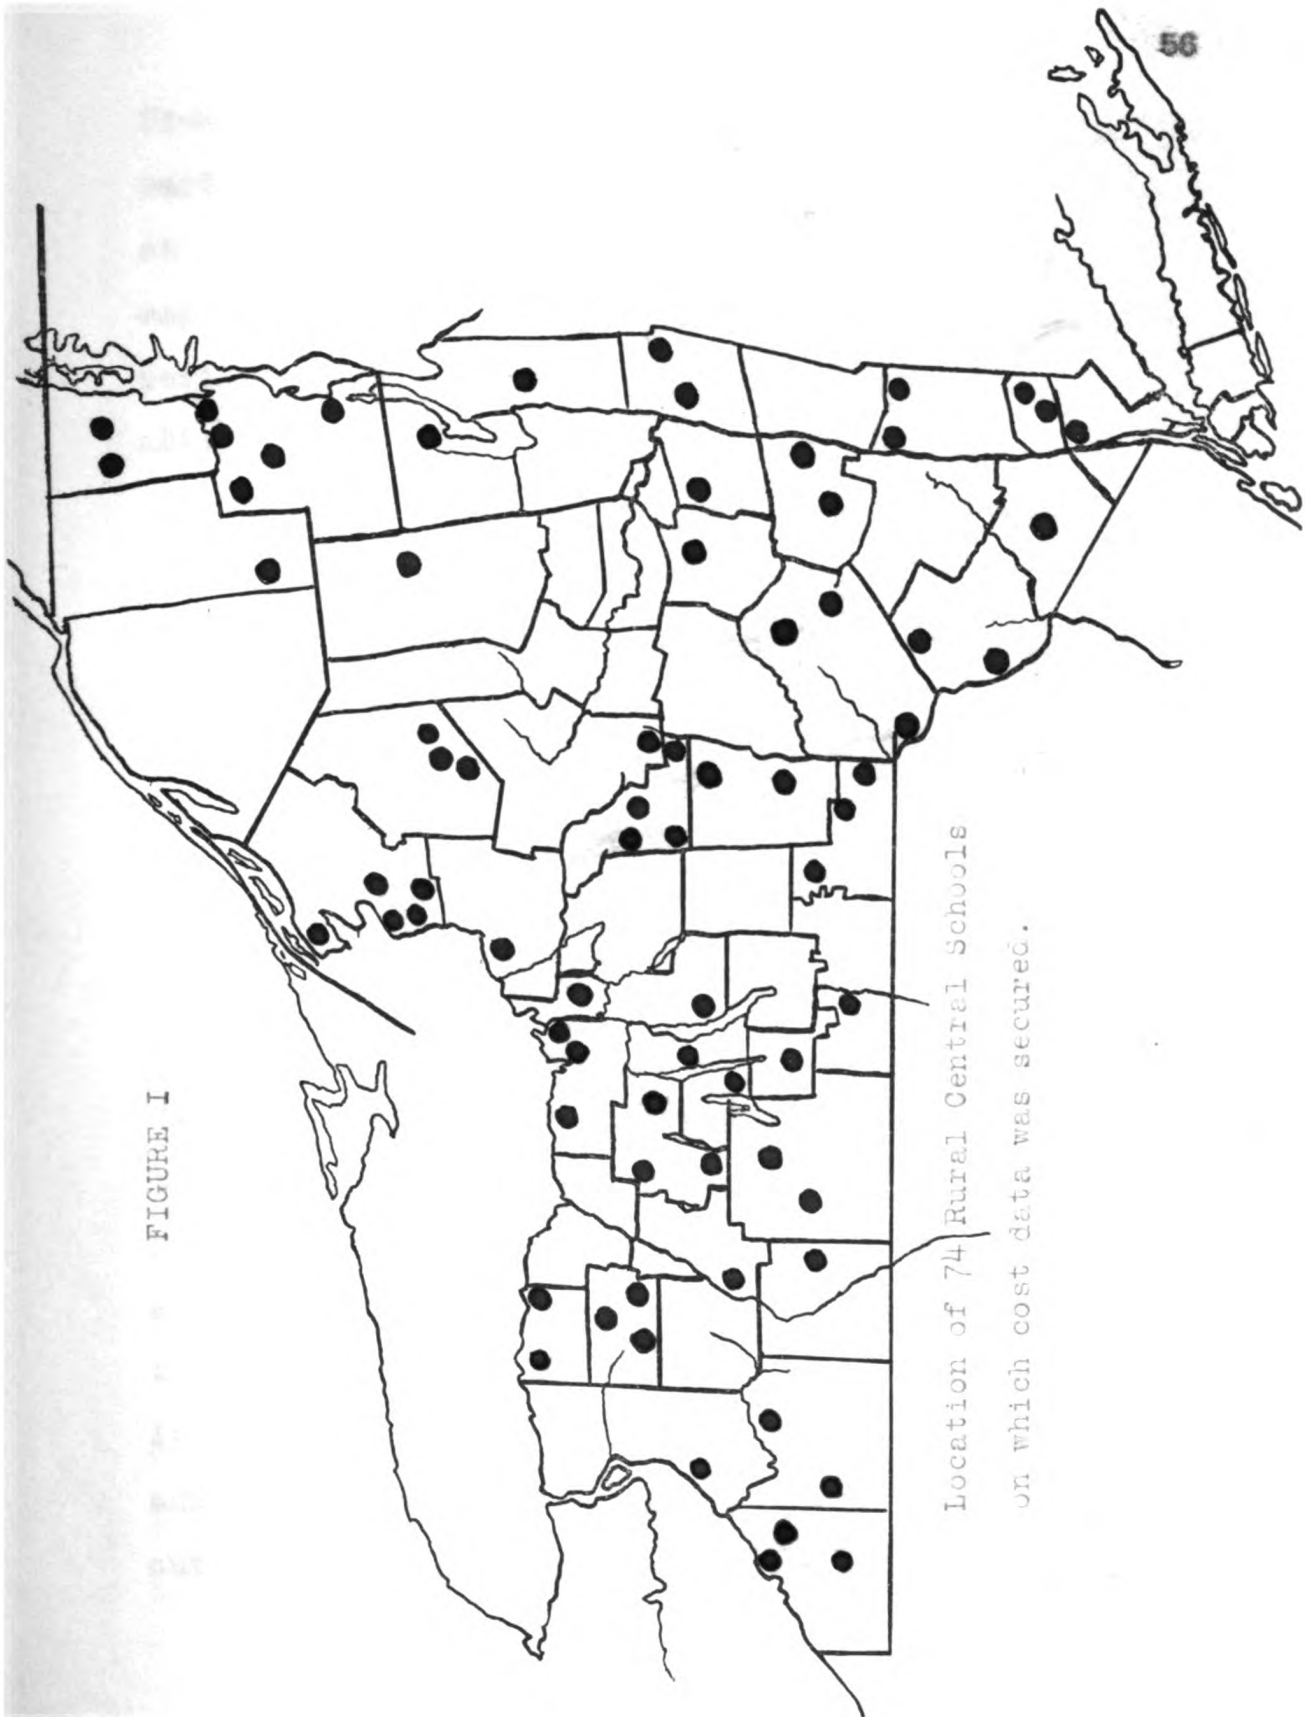 56
FIGURE I
Location of 74 Rural Central Schools
on which cost data was secured.